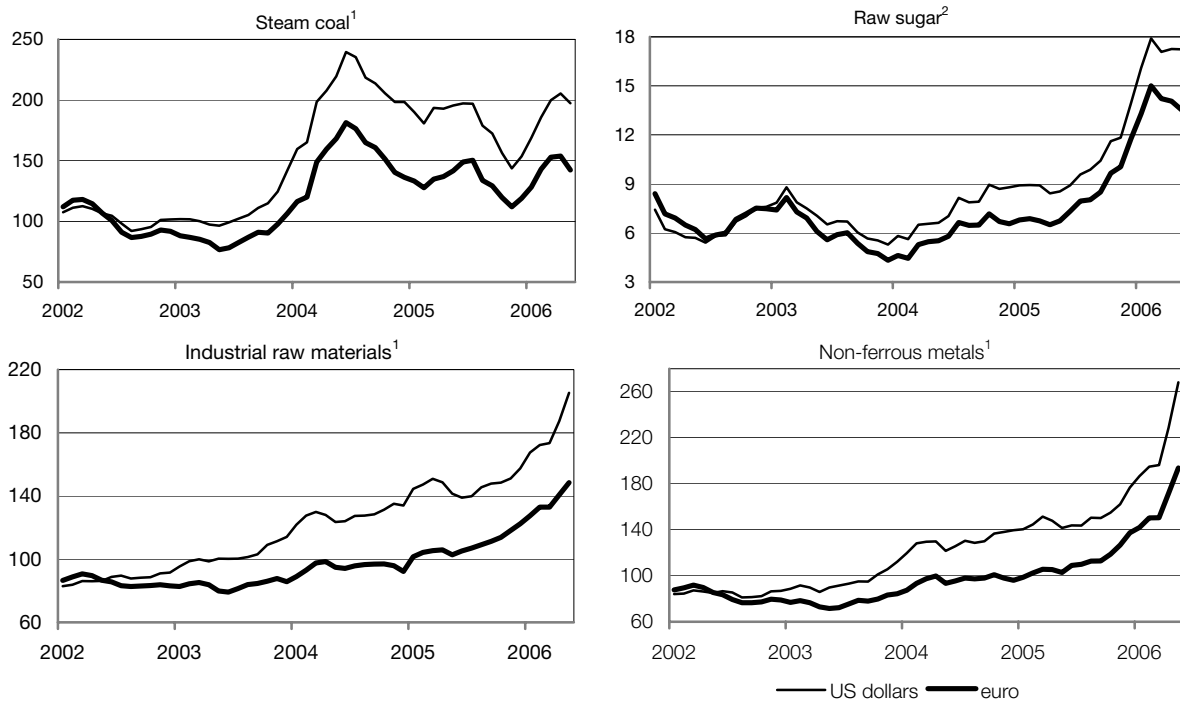 Steam coal¹
250
200
150
100
50
2002 2003 2004 2005 2006
Raw sugar²
18
15
12
9
6
3
2002 2003 2004 2005 2006
Industrial raw materials¹
220
180
140
100
60
2002 2003 2004 2005 2006
Non-ferrous metals¹
260
220
180
140
100
60
2002 2003 2004 2005 2006
US dollars euro